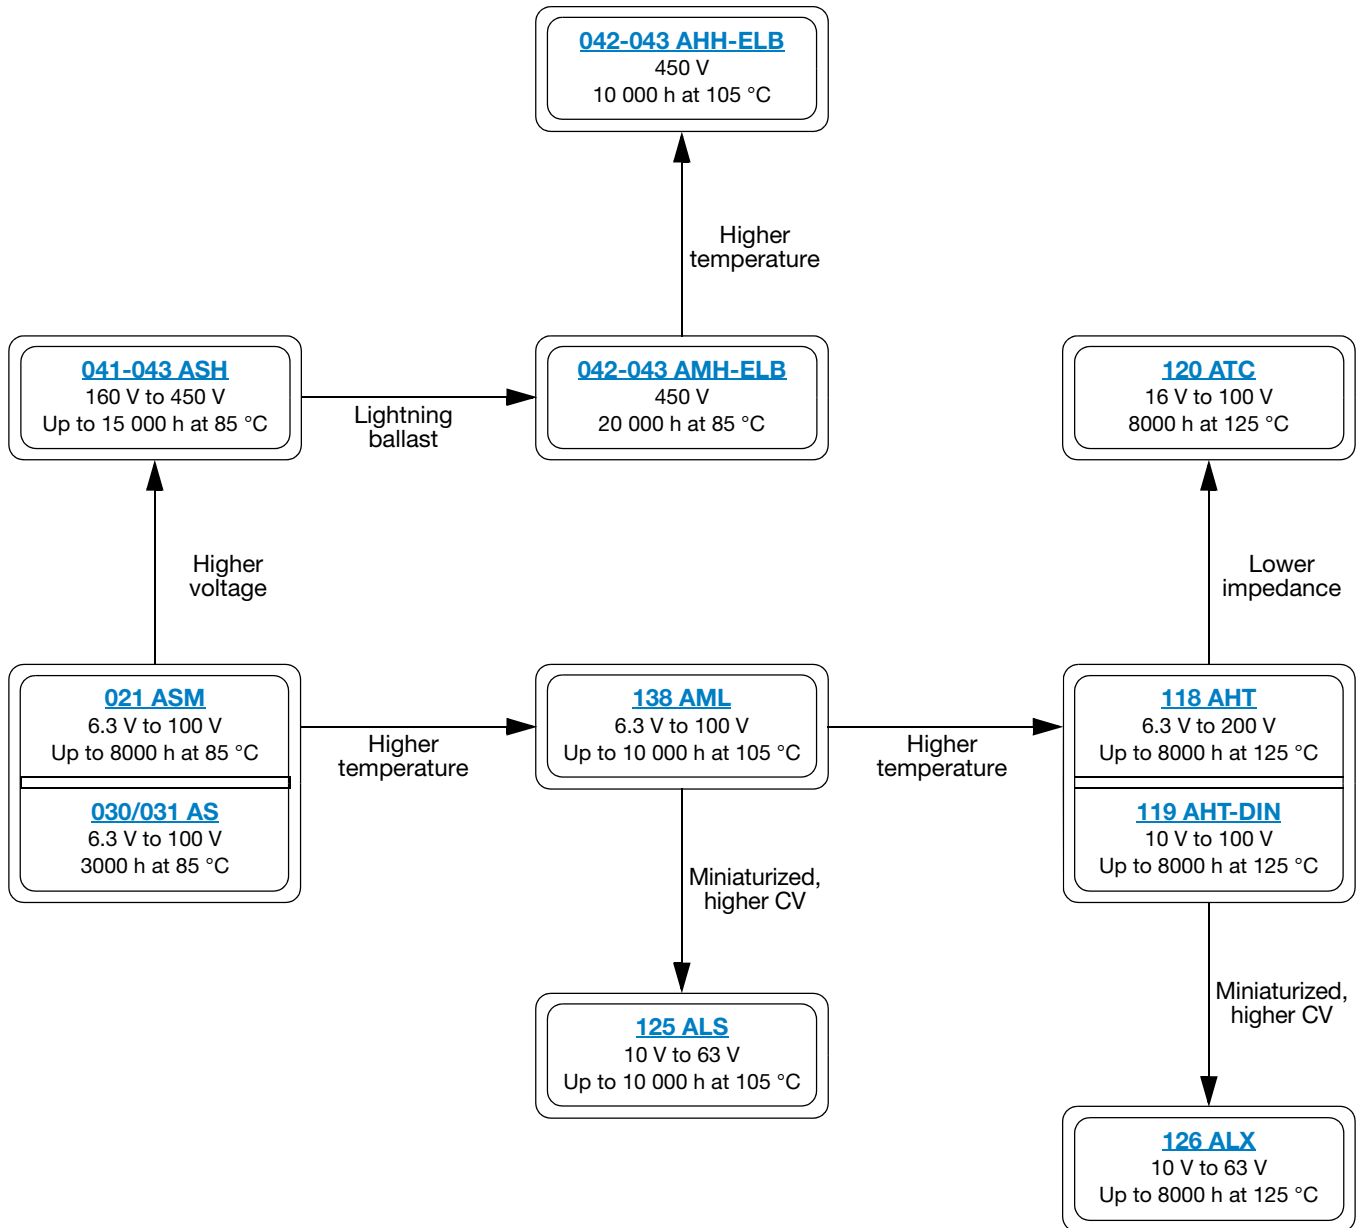 042-043 AHH-ELB
450 V
10 000 h at 105 °C
Higher
temperature
041-043 ASH
160 V to 450 V
Up to 15 000 h at 85 °C
Lightning
ballast
042-043 AMH-ELB
450 V
20 000 h at 85 °C
120 ATC
16 V to 100 V
8000 h at 125 °C
Higher
voltage
Lower
impedance
021 ASM
6.3 V to 100 V
Up to 8000 h at 85 °C
030/031 AS
6.3 V to 100 V
3000 h at 85 °C
Higher
temperature
138 AML
6.3 V to 100 V
Up to 10 000 h at 105 °C
Higher
temperature
118 AHT
6.3 V to 200 V
Up to 8000 h at 125 °C
119 AHT-DIN
10 V to 100 V
Up to 8000 h at 125 °C
Miniaturized,
higher CV
Miniaturized,
higher CV
125 ALS
10 V to 63 V
Up to 10 000 h at 105 °C
126 ALX
10 V to 63 V
Up to 8000 h at 125 °C